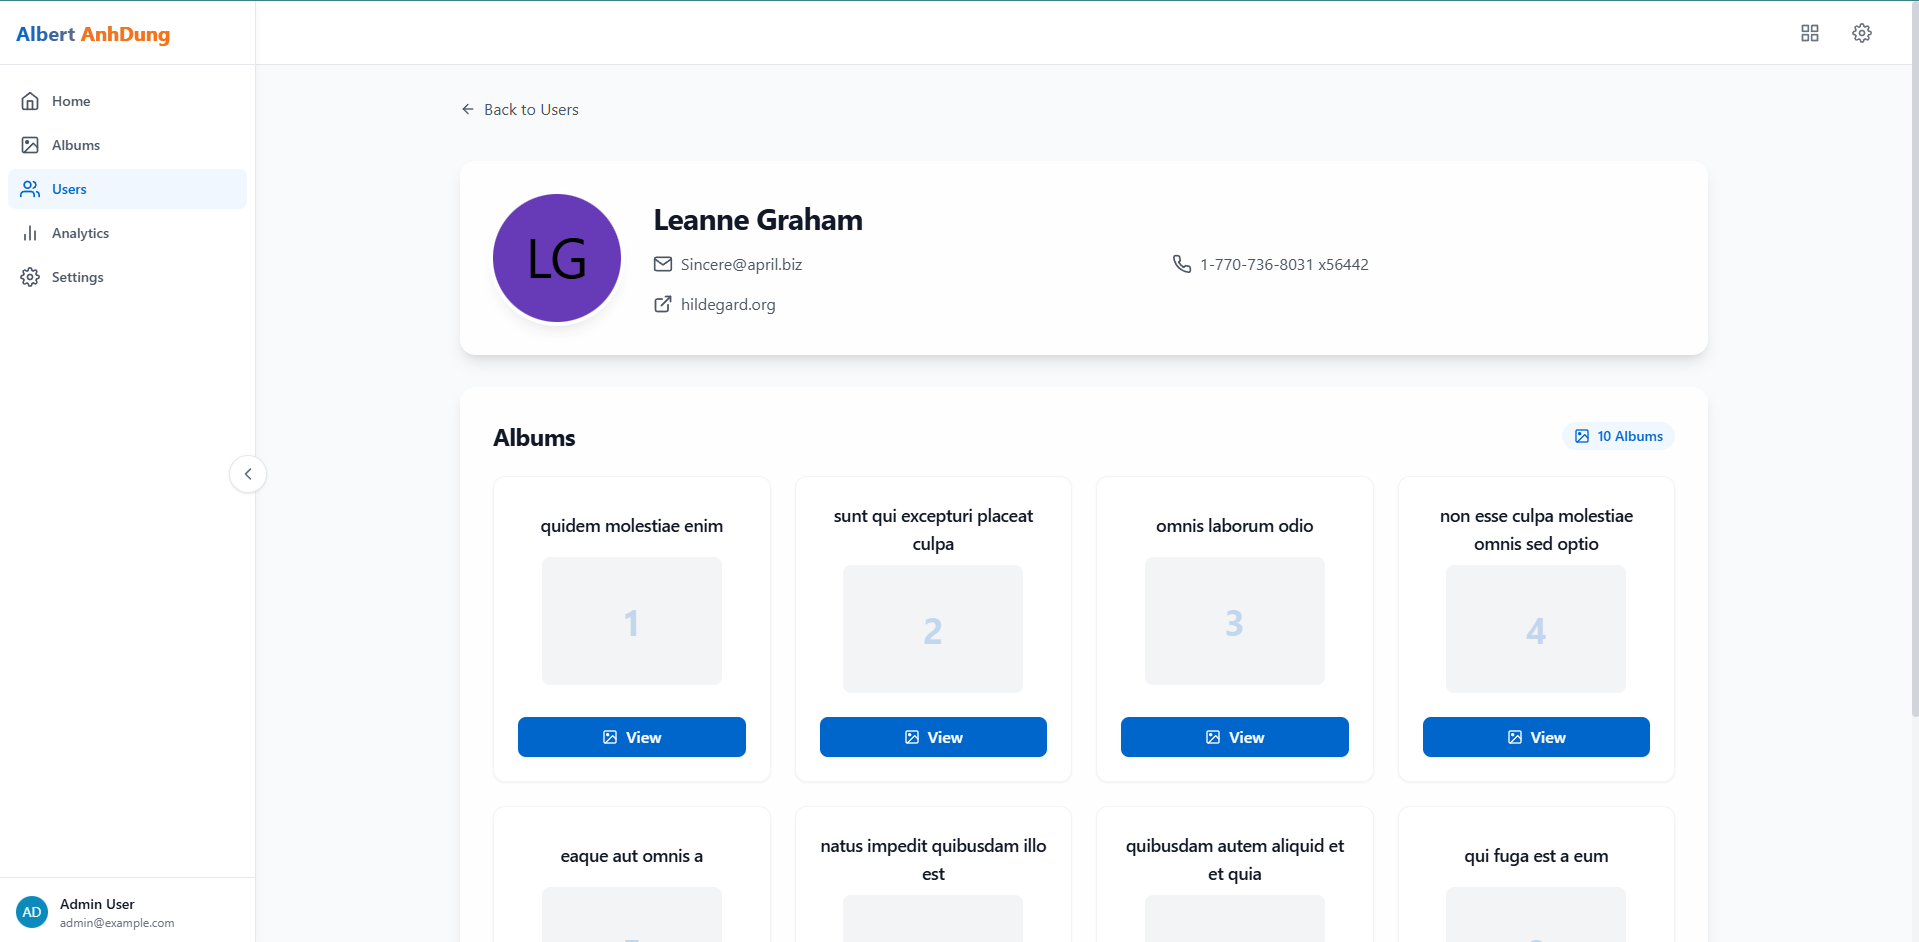 Albert AnhDung
Home
Albums
Users
Analytics
Settings
Admin User
AD
admin@example.com
Back to Users
LG
Leanne Graham
Sincere@april.biz
1-770-736-8031 x56442
hildegard.org
Albums
10 Albums
quidem molestiae enim
1
View
sunt qui excepturi placeat
culpa
2
View
omnis laborum odio
3
View
non esse culpa molestiae
omnis sed optio
4
View
eaque aut omnis a
natus impedit quibusdam illo
est
quibusdam autem aliquid et
et quia
qui fuga est a eum